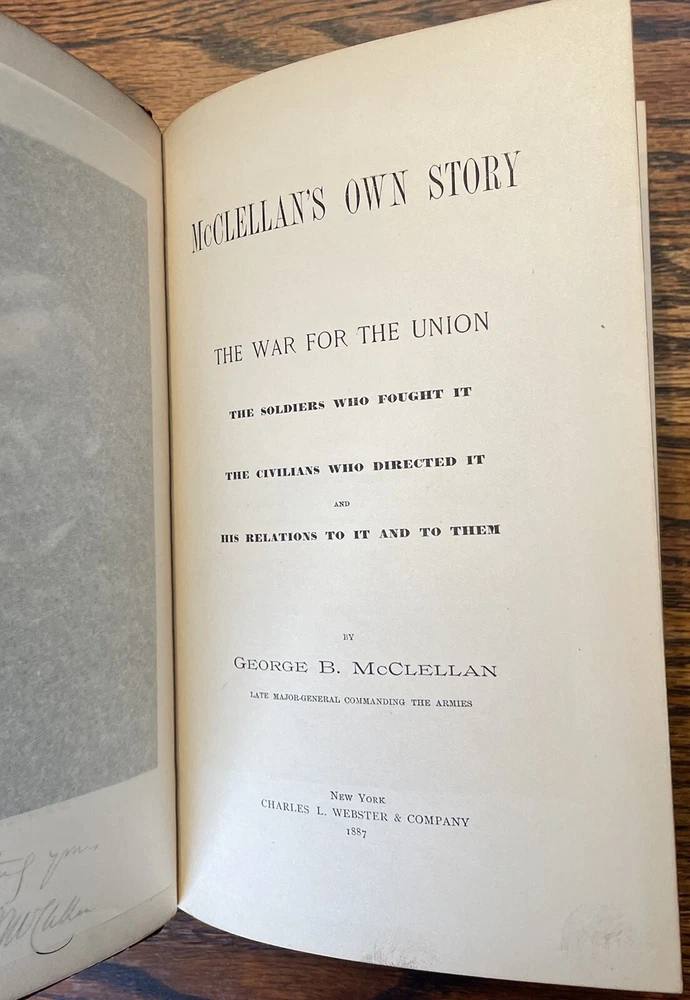 McCLELLAN'S OWN STORY
THE WAR FOR THE UNION
THE SOLDIERS WHO FOUGHT IT
THE CIVILIANS WHO DIRECTED IT
AND
HIS RELATIONS TO IT AND TO THEM
BY
GEORGE B. McCLELLAN
LATE MAJOR-GENERAL COMMANDING THE ARMIES
NEW YORK
CHARLES L. WEBSTER & COMPANY
1887
yours
McClellan